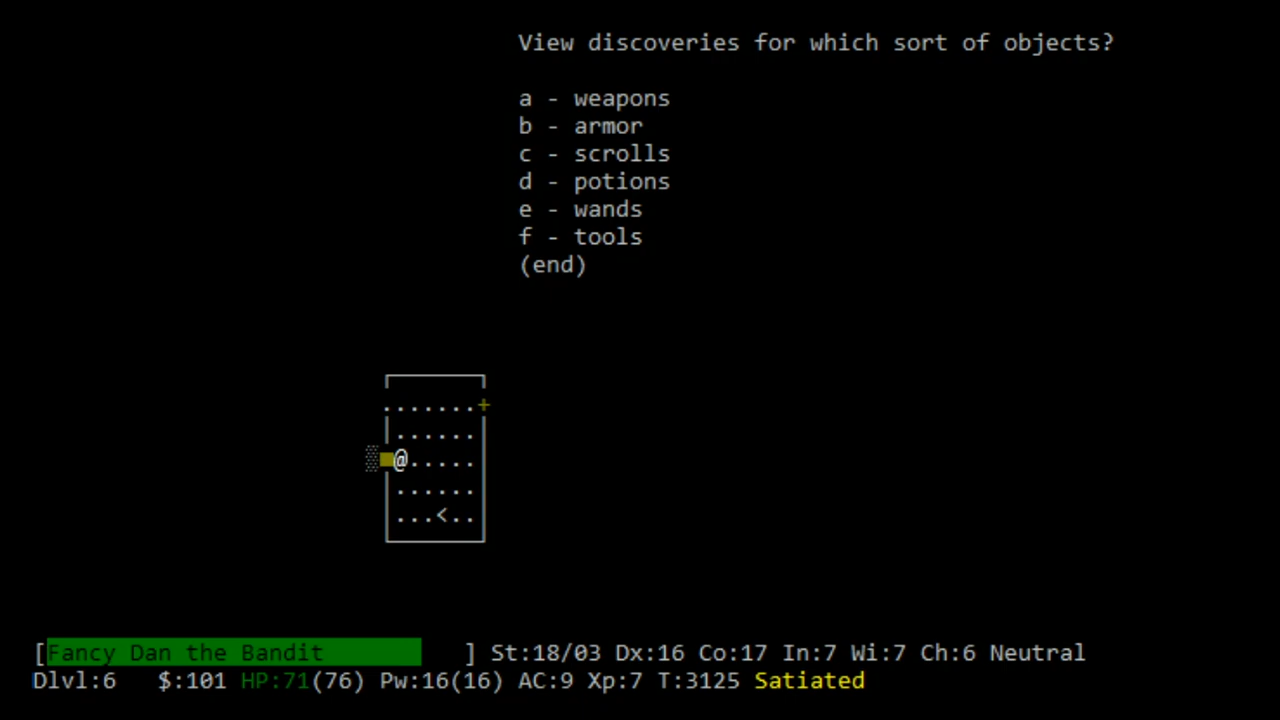 View discoveries for which sort of objects?
a - weapons
b - armor
c - scrolls
d - potions
e - wands
f - tools
(end)
.......+
|......|
@.....
|......|
|...<..|
[Fancy Dan the Bandit ] St:18/03 Dx:16 Co:17 In:7 Wi:7 Ch:6 Neutral
Dlvl:6 $:101 HP:71(76) Pw:16(16) AC:9 Xp:7 T:3125 Satiated